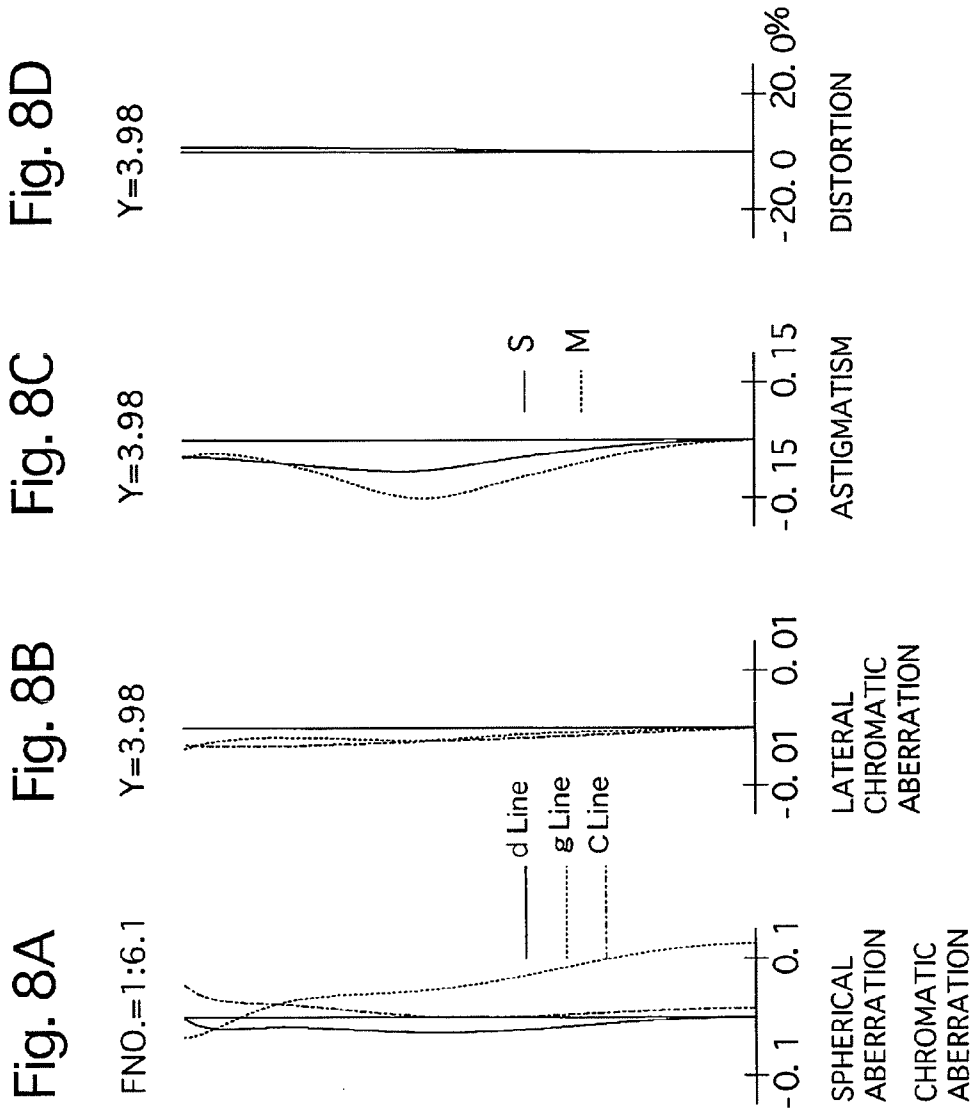 Fig. 8A
FNO.=1:6.1
d Line
g Line
C Line
-0.1
0.1
SPHERICAL
ABERRATION
CHROMATIC
ABERRATION
Fig. 8B
Y=3.98
-0.01
0.01
LATERAL
CHROMATIC
ABERRATION
Fig. 8C
Y=3.98
S
M
-0.15
0.15
ASTIGMATISM
Fig. 8D
Y=3.98
-20.0
20.0%
DISTORTION